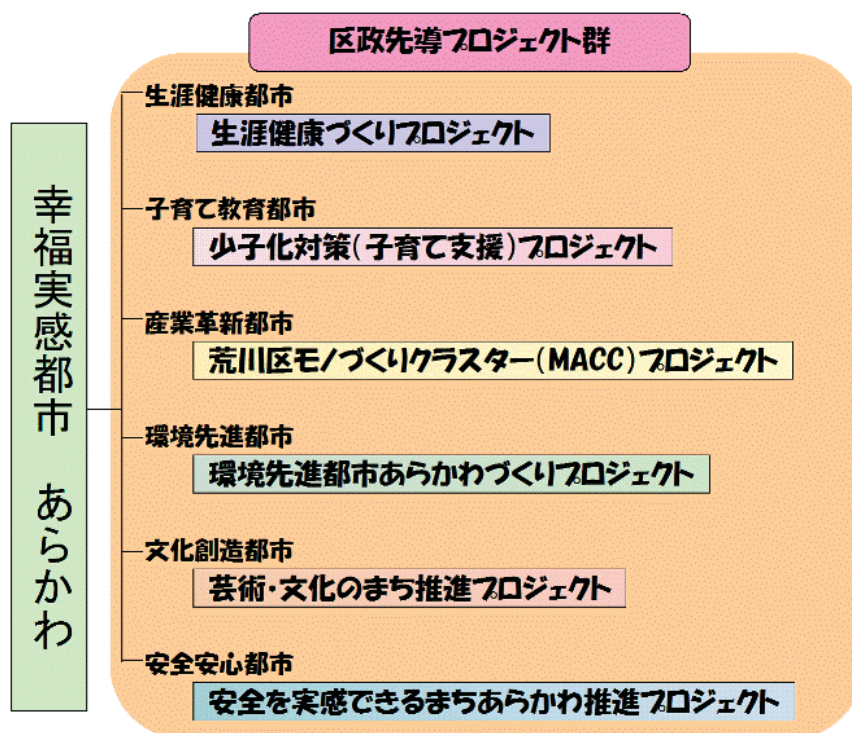 区政先導プロジェクト群
幸福実感都市 あらかわ
生涯健康都市
生涯健康づくりプロジェクト
子育て教育都市
少子化対策(子育て支援)プロジェクト
産業革新都市
荒川区モノづくりクラスター(MACC)プロジェクト
環境先進都市
環境先進都市あらかわづくりプロジェクト
文化創造都市
芸術・文化のまち推進プロジェクト
安全安心都市
安全を実感できるまちあらかわ推進プロジェクト